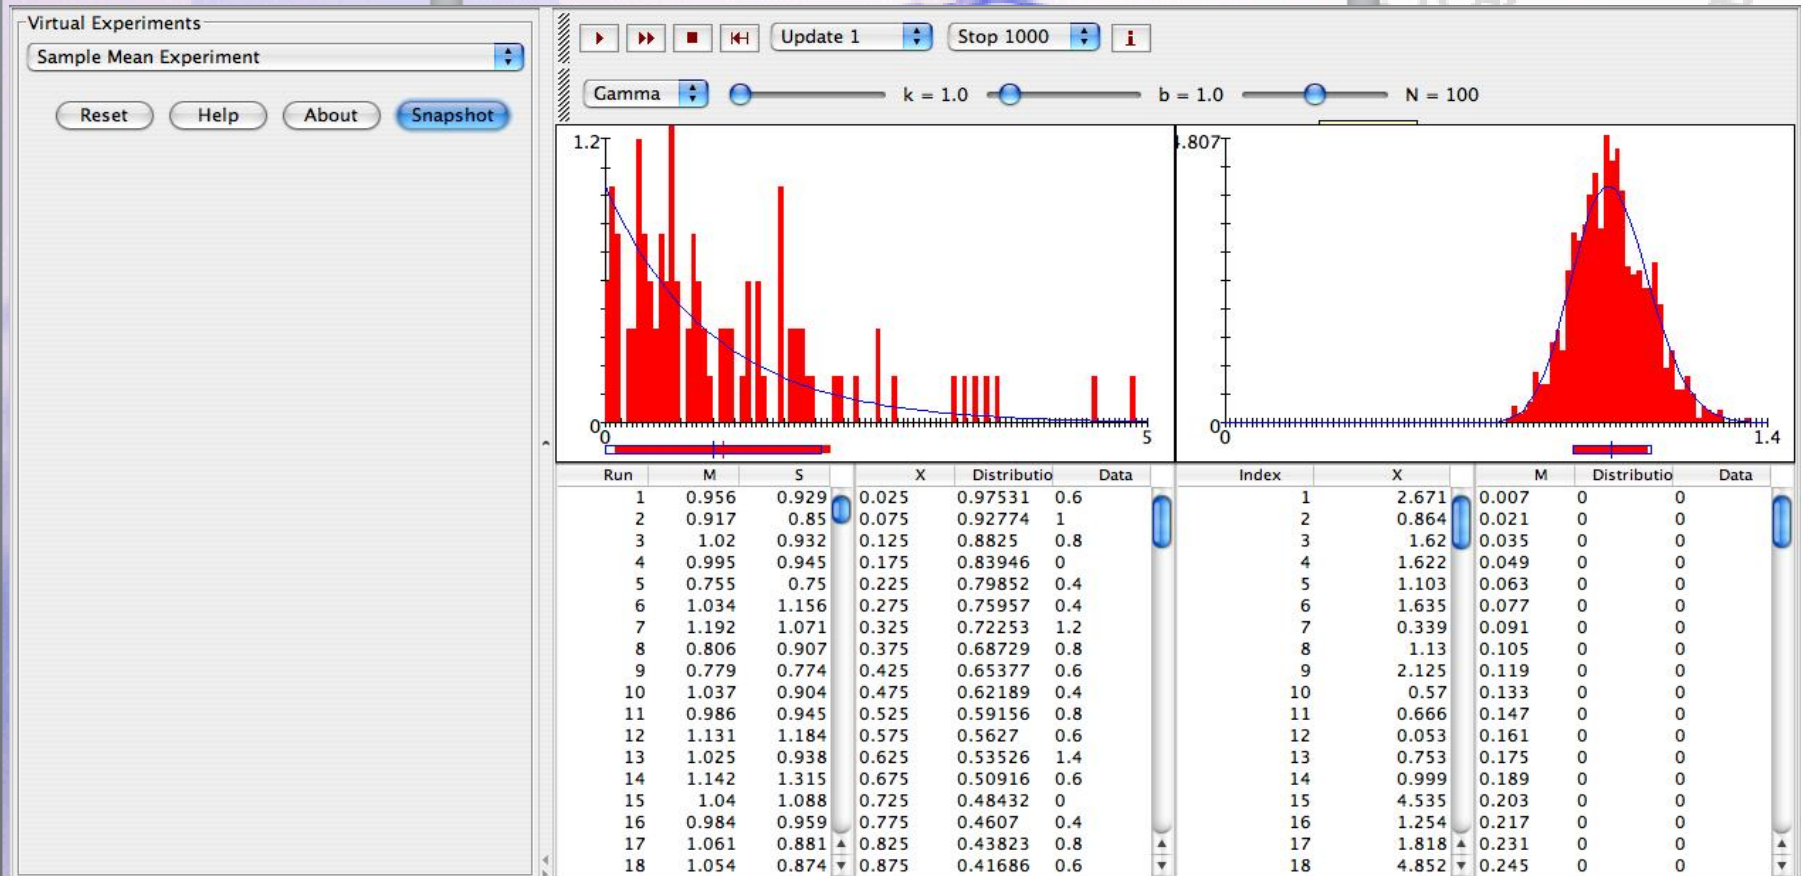 Virtual Experiments
Sample Mean Experiment
Reset Help About Snapshot
Update 1 Stop 1000 i
Gamma k = 1.0 b = 1.0 N = 100
1.2
0
0 5
.807
0
0 1.4
Run M S X Distributio Data Index X M Distributio Data
1 0.956 0.929 0.025 0.97531 0.6 1 2.671 0.007 0 0
2 0.917 0.85 0.075 0.92774 1 2 0.864 0.021 0 0
3 1.02 0.932 0.125 0.8825 0.8 3 1.62 0.035 0 0
4 0.995 0.945 0.175 0.83946 0 4 1.622 0.049 0 0
5 0.755 0.75 0.225 0.79852 0.4 5 1.103 0.063 0 0
6 1.034 1.156 0.275 0.75957 0.4 6 1.635 0.077 0 0
7 1.192 1.071 0.325 0.72253 1.2 7 0.339 0.091 0 0
8 0.806 0.907 0.375 0.68729 0.8 8 1.13 0.105 0 0
9 0.779 0.774 0.425 0.65377 0.6 9 2.125 0.119 0 0
10 1.037 0.904 0.475 0.62189 0.4 10 0.57 0.133 0 0
11 0.986 0.945 0.525 0.59156 0.8 11 0.666 0.147 0 0
12 1.131 1.184 0.575 0.5627 0.6 12 0.053 0.161 0 0
13 1.025 0.938 0.625 0.53526 1.4 13 0.753 0.175 0 0
14 1.142 1.315 0.675 0.50916 0.6 14 0.999 0.189 0 0
15 1.04 1.088 0.725 0.48432 0 15 4.535 0.203 0 0
16 0.984 0.959 0.775 0.4607 0.4 16 1.254 0.217 0 0
17 1.061 0.881 0.825 0.43823 0.8 17 1.818 0.231 0 0
18 1.054 0.874 0.875 0.41686 0.6 18 4.852 0.245 0 0